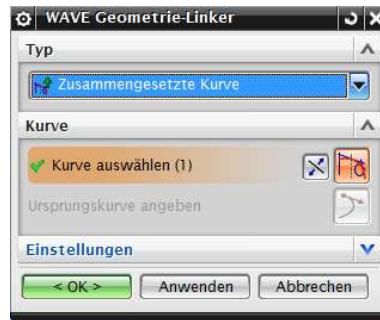 WAVE Geometrie-Linker
Typ
Zusammengesetzte Kurve
Kurve
Kurve auswählen (1)
Ursprungskurve angeben
Einstellungen
< OK > Anwenden Abbrechen